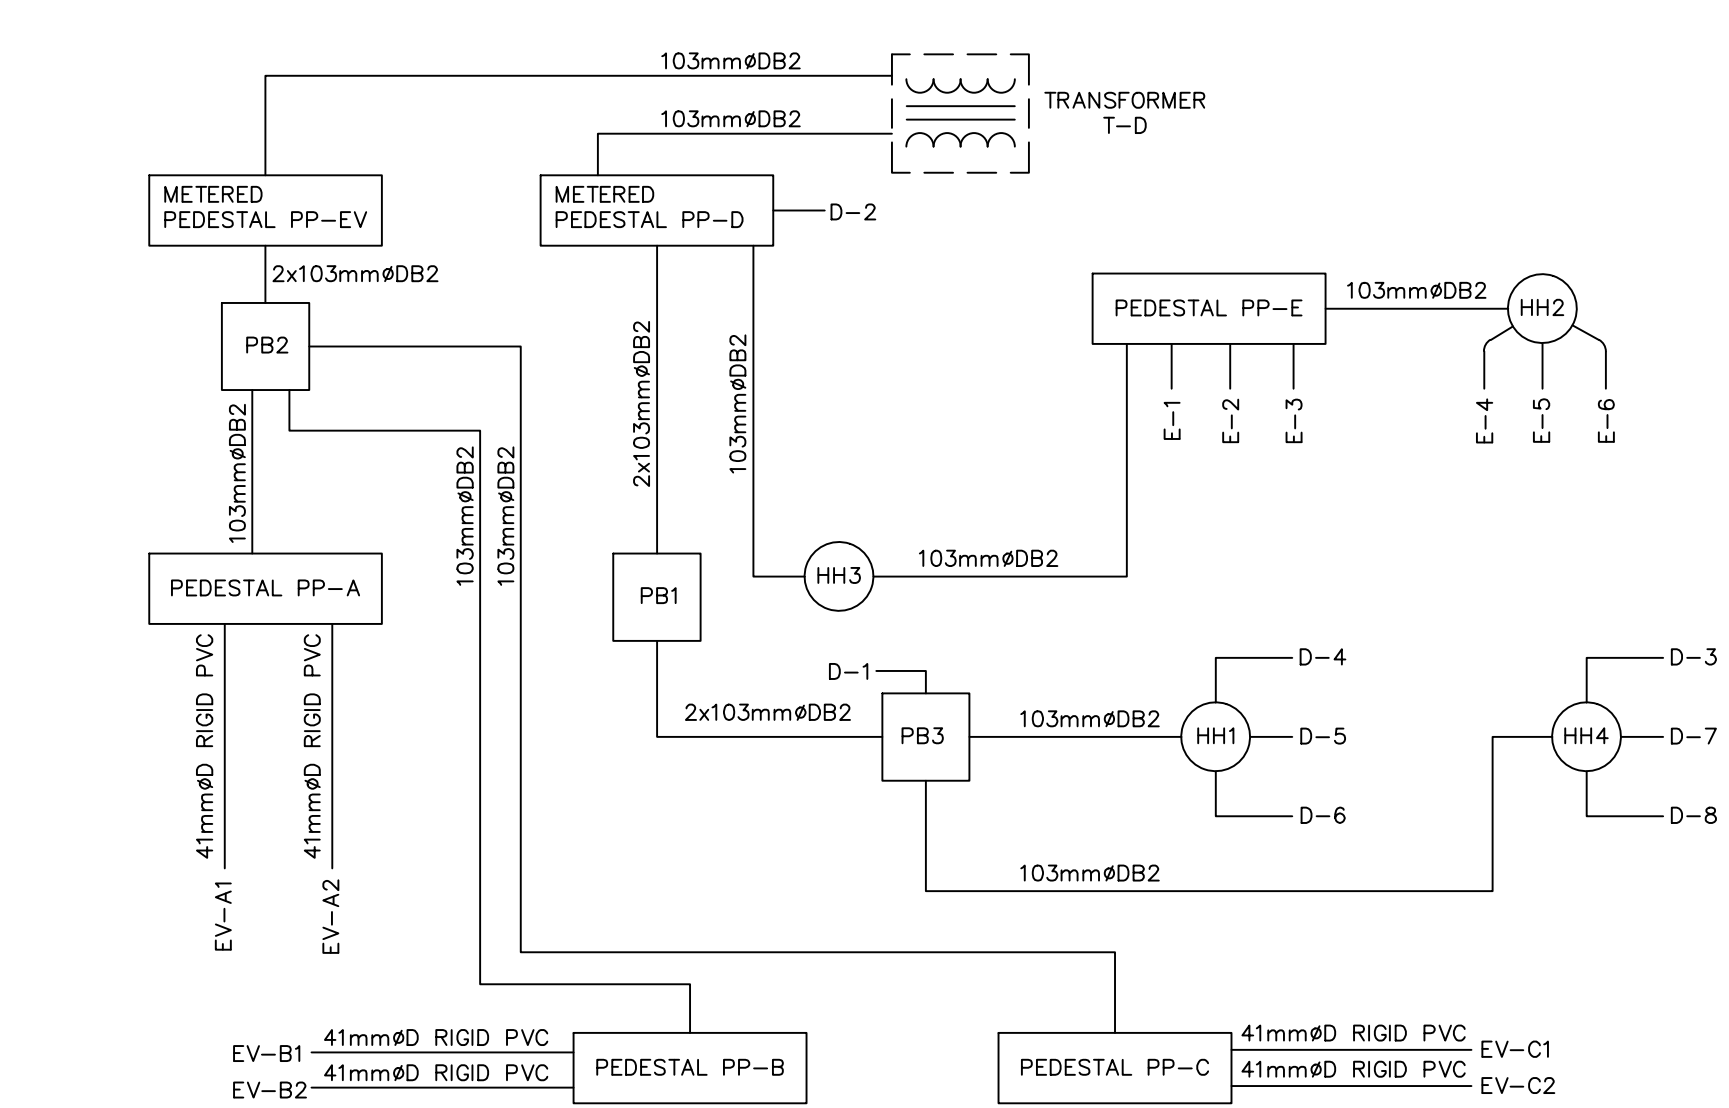 103mmøDB2
TRANSFORMER
T-D
103mmøDB2
METERED
PEDESTAL PP-EV
METERED
PEDESTAL PP-D
D-2
2x103mmøDB2
PB2
PEDESTAL PP-E
103mmøDB2
HH2
2x103mmøDB2
103mmøDB2
E-1
E-2
E-3
E-4
E-5
E-6
103mmøDB2
103mmøDB2
103mmøDB2
PEDESTAL PP-A
PB1
HH3
103mmøDB2
41mmøD RIGID PVC
41mmøD RIGID PVC
EV-A1
EV-A2
D-1
2x103mmøDB2
PB3
103mmøDB2
HH1
D-4
D-5
D-6
HH4
D-3
D-7
D-8
103mmøDB2
EV-B1
41mmøD RIGID PVC
EV-B2
41mmøD RIGID PVC
PEDESTAL PP-B
PEDESTAL PP-C
41mmøD RIGID PVC
EV-C1
41mmøD RIGID PVC
EV-C2